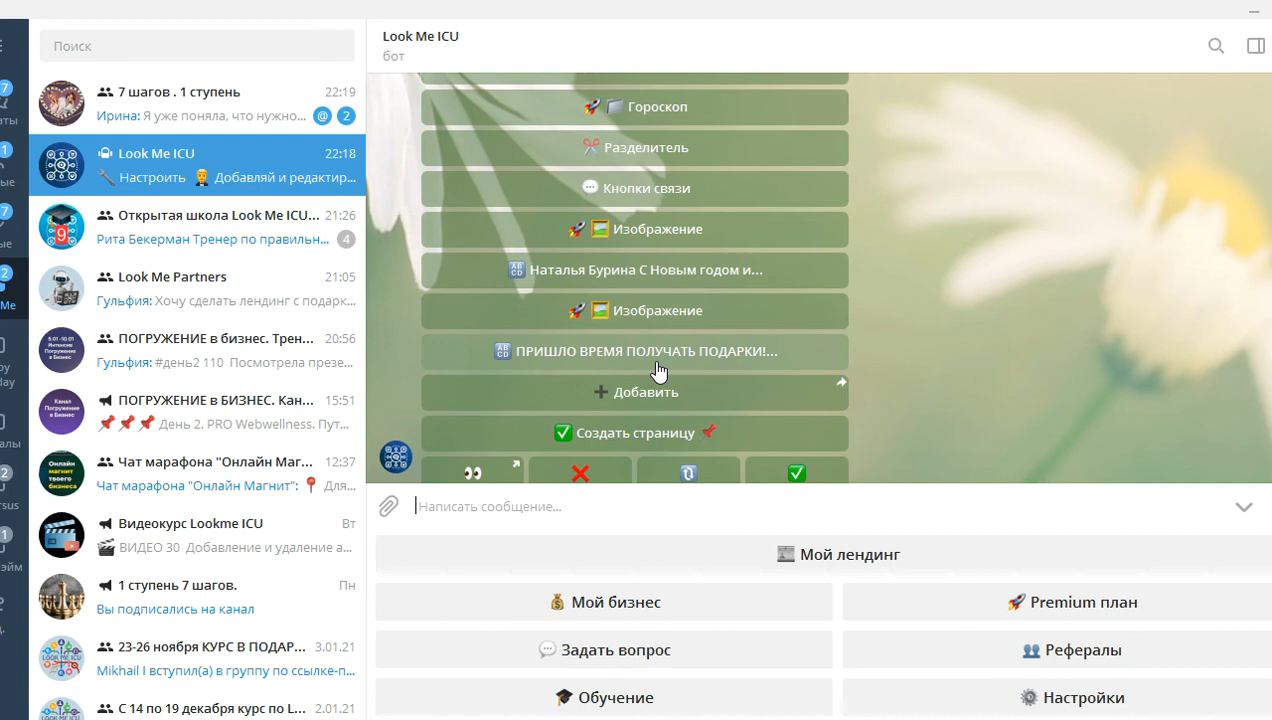 Поиск
7 шагов . 1 ступень 22:19
Ирина: Я уже поняла, что нужно... @ 2
Look Me ICU 22:18
Настроить Добавляй и редактир...
Открытая школа Look Me ICU... 21:26
Рита Бекерман Тренер по правильн... 4
Look Me Partners 21:05
Гульфия: Хочу сделать лендинг с подарк...
ПОГРУЖЕНИЕ в бизнес. Трен... 20:56
Гульфия: #день2 110 Посмотрела презе...
ПОГРУЖЕНИЕ в БИЗНЕС. Кан... 15:51
День 2. PRO Webwellness. Пут...
Чат марафона "Онлайн Маг... 12:37
Чат марафона "Онлайн Магнит": Для...
Видеокурс Lookme ICU Вт
ВИДЕО 30 Добавление и удаление а...
1 ступень 7 шагов. Пн
Вы подписались на канал
23-26 ноября КУРС В ПОДАР... 3.01.21
Mikhail I вступил(а) в группу по ссылке-п...
С 14 по 19 декабря курс по L... 2.01.21
Look Me ICU
бот
Гороскоп
Разделитель
Кнопки связи
Изображение
Наталья Бурина С Новым годом и...
Изображение
ПРИШЛО ВРЕМЯ ПОЛУЧАТЬ ПОДАРКИ!...
Добавить
Создать страницу
Написать сообщение...
Мой лендинг
Мой бизнес
Premium план
Задать вопрос
Рефералы
Обучение
Настройки